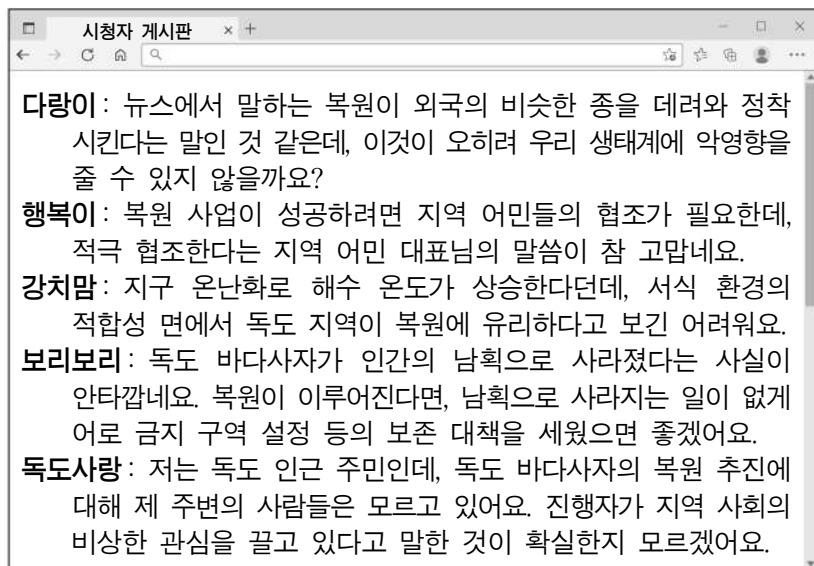 시청자 게시판
다랑이 : 뉴스에서 말하는 복원이 외국의 비슷한 종을 데려와 정착
시킨다는 말인 것 같은데, 이것이 오히려 우리 생태계에 악영향을
줄 수 있지 않을까요?
행복이 : 복원 사업이 성공하려면 지역 어민들의 협조가 필요한데,
적극 협조한다는 지역 어민 대표님의 말씀이 참 고맙네요.
강치맘 : 지구 온난화로 해수 온도가 상승한다던데, 서식 환경의
적합성 면에서 독도 지역이 복원에 유리하다고 보긴 어려워요.
보리보리 : 독도 바다사자가 인간의 남획으로 사라졌다는 사실이
안타깝네요. 복원이 이루어진다면, 남획으로 사라지는 일이 없게
어로 금지 구역 설정 등의 보존 대책을 세웠으면 좋겠어요.
독도사랑 : 저는 독도 인근 주민인데, 독도 바다사자의 복원 추진에
대해 제 주변의 사람들은 모르고 있어요. 진행자가 지역 사회의
비상한 관심을 끌고 있다고 말한 것이 확실한지 모르겠어요.